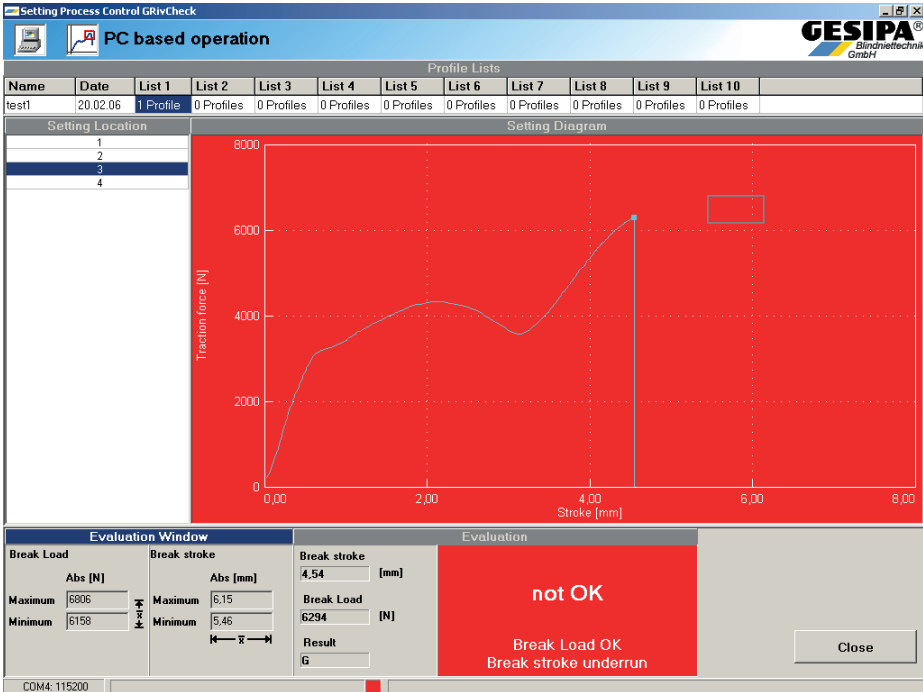 Setting Process Control GRivCheck
PC based operation
GESIPA®
Blindniettechnik
GmbH
Profile Lists
Name Date List 1 List 2 List 3 List 4 List 5 List 6 List 7 List 8 List 9 List 10
test1 20.02.06 1 Profile 0 Profiles 0 Profiles 0 Profiles 0 Profiles 0 Profiles 0 Profiles 0 Profiles 0 Profiles 0 Profiles
Setting Location
1
2
3
4
Setting Diagram
8000
6000
4000
2000
0
Traction force [N]
0,00 2,00 4,00 6,00 8,00
Stroke [mm]
Evaluation Window
Break Load Break stroke
Abs [N] Abs [mm]
Maximum 6806 Maximum 6,15
Minimum 6158 Minimum 5,46
x
x
Evaluation
Break stroke
4,54 [mm]
Break Load
6294 [N]
Result
G
not OK
Break Load OK
Break stroke underrun
Close
COM4: 115200